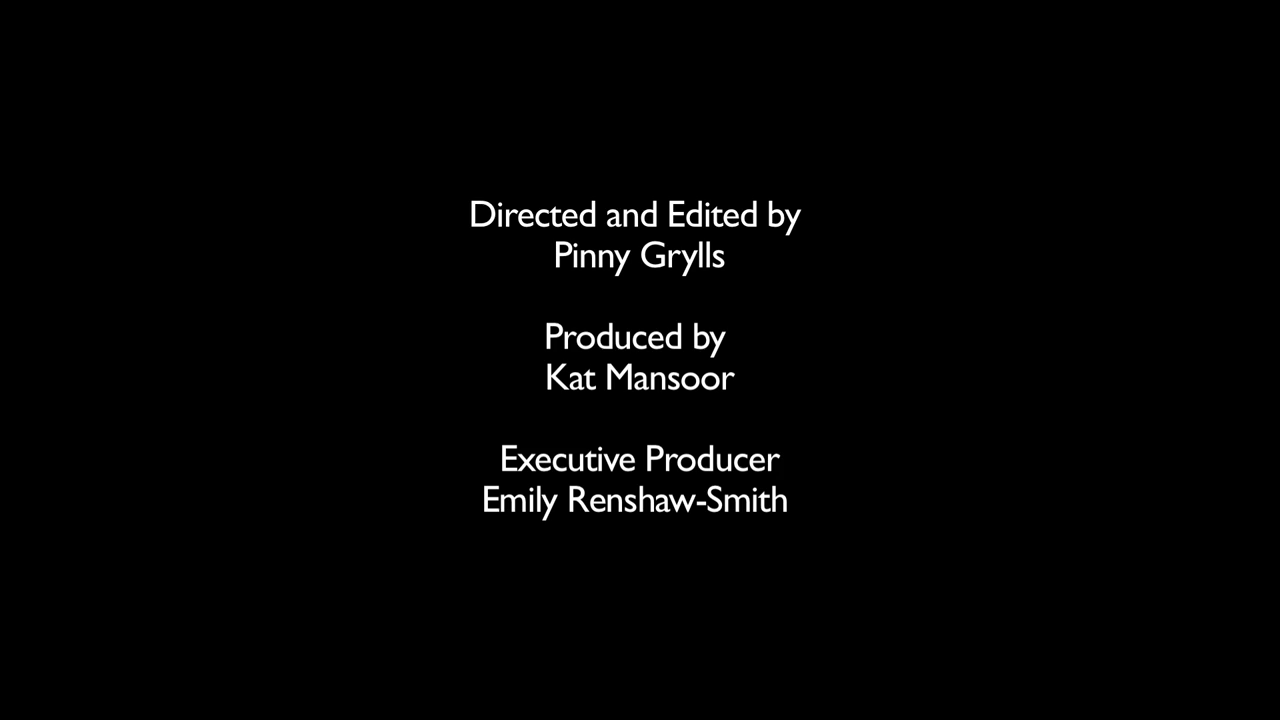 Directed and Edited by
Pinny Grylls
Produced by
Kat Mansoor
Executive Producer
Emily Renshaw-Smith